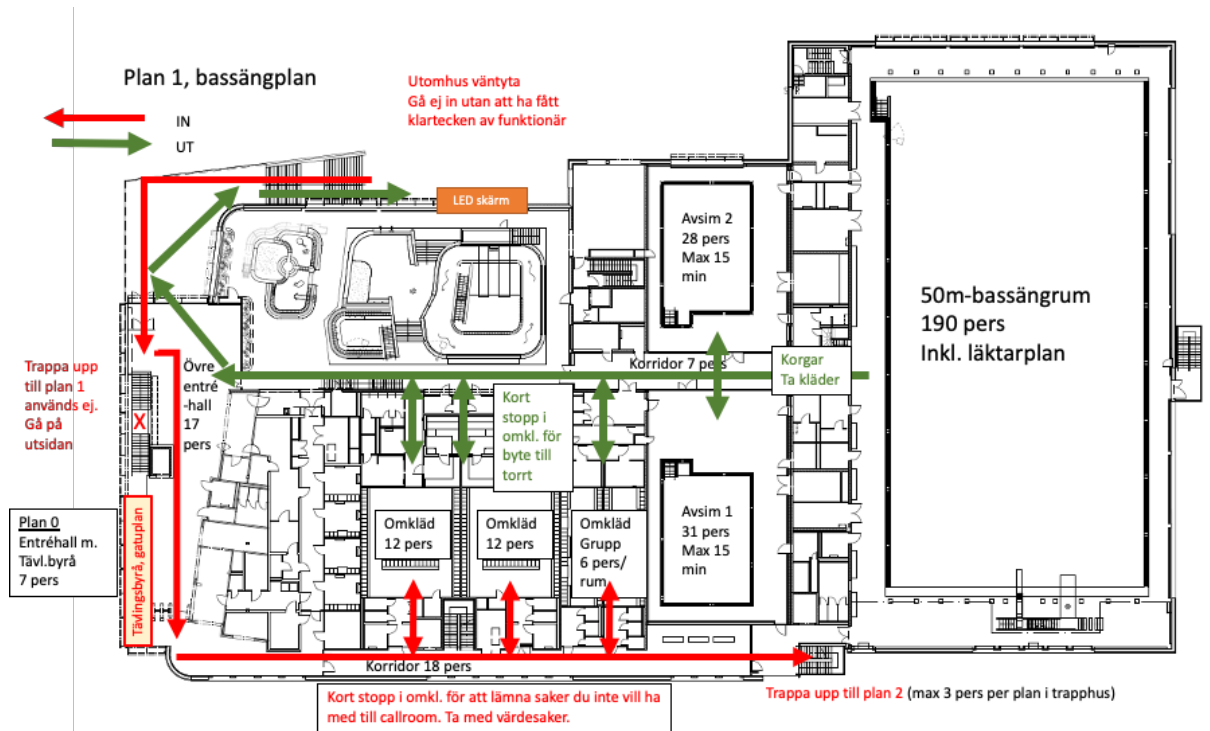 Plan 1, bassängplan
IN
UT
Utomhus väntyta
Gå ej in utan att ha fått
klartecken av funktionär
LED skärm
Avsim 2
28 pers
Max 15
min
50m-bassängrum
190 pers
Inkl. läktarplan
Korridor 7 pers
Korgar
Ta kläder
Trappa upp
till plan 1
används ej.
Gå på
utsidan
X
Övre
entré
-hall
17
pers
Kort
stopp i
omkl. för
byte till
torrt
Plan 0
Entréhall m.
Tävl.byrå
7 pers
Tävlingsbyrå, gatuplan
Omkläd
12 pers
Omkläd
12 pers
Omkläd
Grupp
6 pers/
rum
Avsim 1
31 pers
Max 15
min
Korridor 18 pers
Kort stopp i omkl. för att lämna saker du inte vill ha
med till callroom. Ta med värdesaker.
Trappa upp till plan 2 (max 3 pers per plan i trapphus)